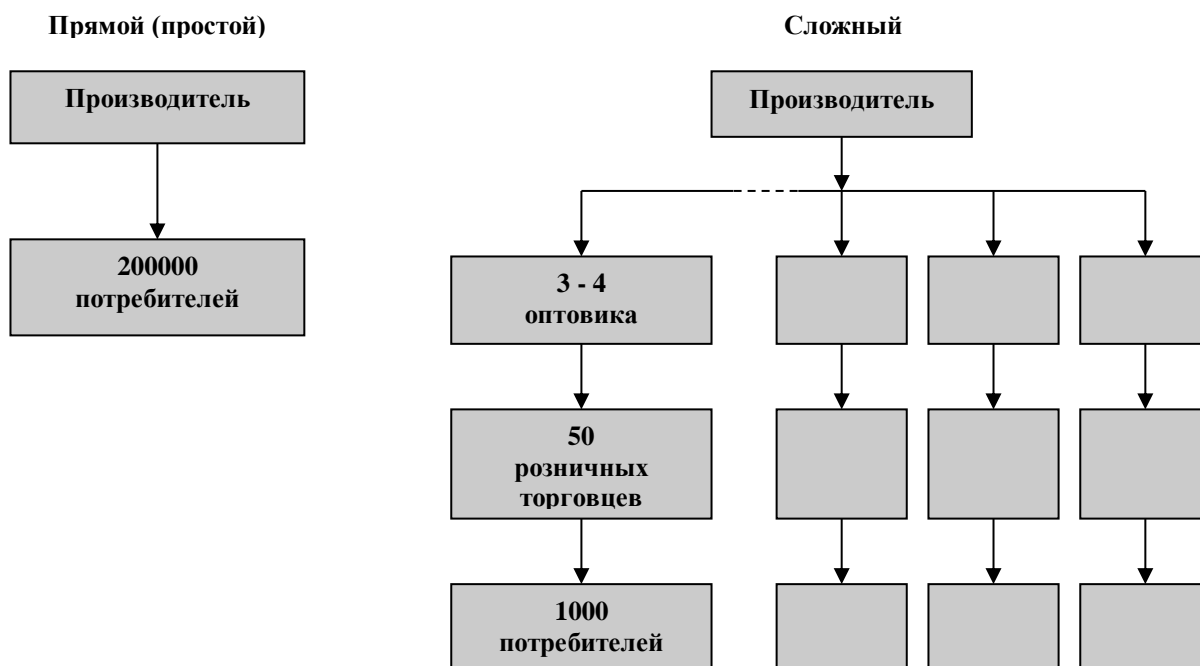 Прямой (простой)
Сложный
Производитель
Производитель
200000
потребителей
3 - 4
оптовика
50
розничных
торговцев
1000
потребителей